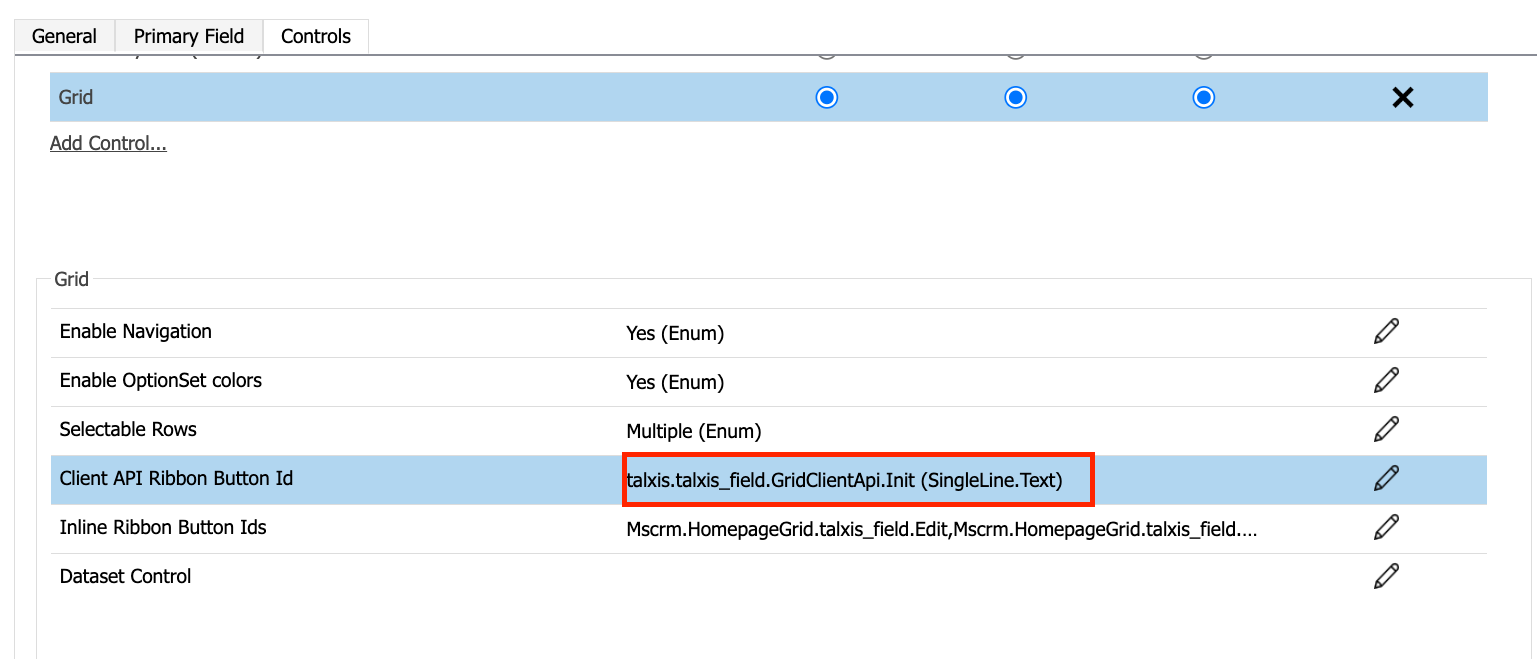 General Primary Field Controls
Grid
Add Control...
Grid
Enable Navigation Yes (Enum)
Enable OptionSet colors Yes (Enum)
Selectable Rows Multiple (Enum)
Client API Ribbon Button Id talxis.talxis_field.GridClientApi.Init (SingleLine.Text)
Inline Ribbon Button Ids Mscrm.HomepageGrid.talxis_field.Edit,Mscrm.HomepageGrid.talxis_field....
Dataset Control